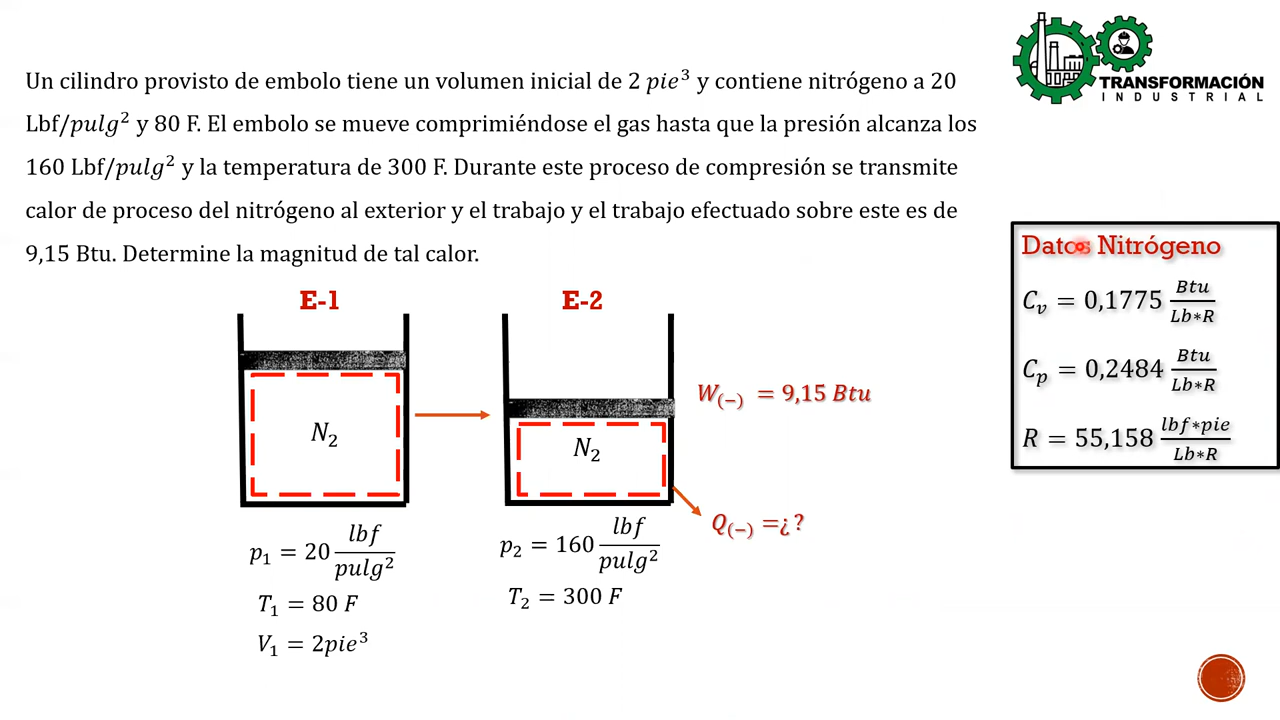 Un cilindro provisto de embolo tiene un volumen inicial de 2 pie³ y contiene nitrógeno a 20
Lbf/pulg² y 80 F. El embolo se mueve comprimiéndose el gas hasta que la presión alcanza los
160 Lbf/pulg² y la temperatura de 300 F. Durante este proceso de compresión se transmite
calor de proceso del nitrógeno al exterior y el trabajo y el trabajo efectuado sobre este es de
9,15 Btu. Determine la magnitud de tal calor.
TRANSFORMACIÓN
INDUSTRIAL
Datos Nitrógeno
C_v = 0,1775 Btu/(Lb*R)
C_p = 0,2484 Btu/(Lb*R)
R = 55,158 lbf*pie/(Lb*R)
E-1
E-2
N₂
N₂
W₍₋₎ = 9,15 Btu
Q₍₋₎ =¿ ?
p₁ = 20 lbf/pulg²
T₁ = 80 F
V₁ = 2pie³
p₂ = 160 lbf/pulg²
T₂ = 300 F